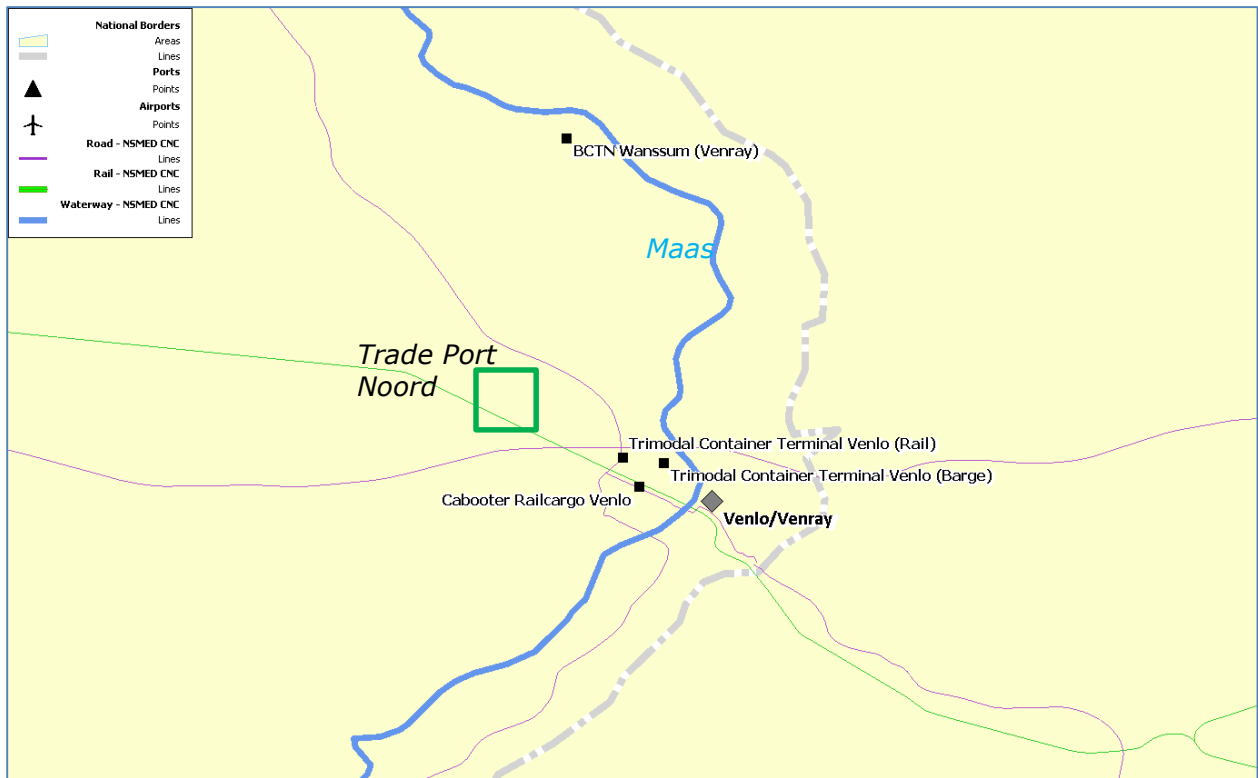 National Borders
Areas
Lines
Ports
Points
Airports
Points
Road - NSMED CNC
Lines
Rail - NSMED CNC
Lines
Waterway - NSMED CNC
Lines
BCTN Wanssum (Venray)
Maas
Trade Port
Noord
Trimodal Container Terminal Venlo (Rail)
Trimodal Container Terminal Venlo (Barge)
Cabooter Railcargo Venlo
Venlo/Venray